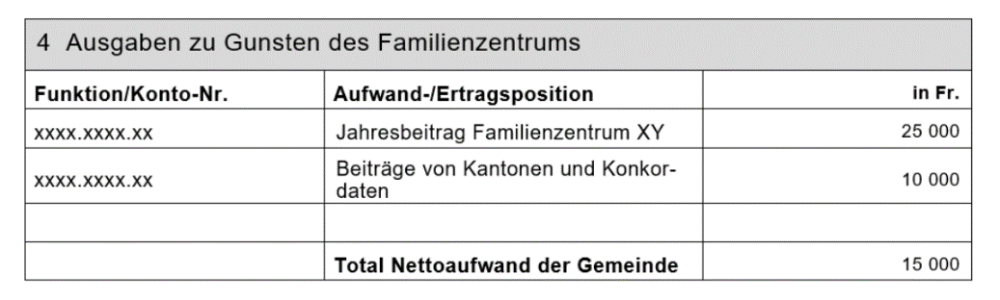 4 Ausgaben zu Gunsten des Familienzentrums
Funktion/Konto-Nr. Aufwand-/Ertragsposition in Fr.
xxxx.xxxx.xx Jahresbeitrag Familienzentrum XY 25 000
xxxx.xxxx.xx Beiträge von Kantonen und Konkor-
daten 10 000
Total Nettoaufwand der Gemeinde 15 000